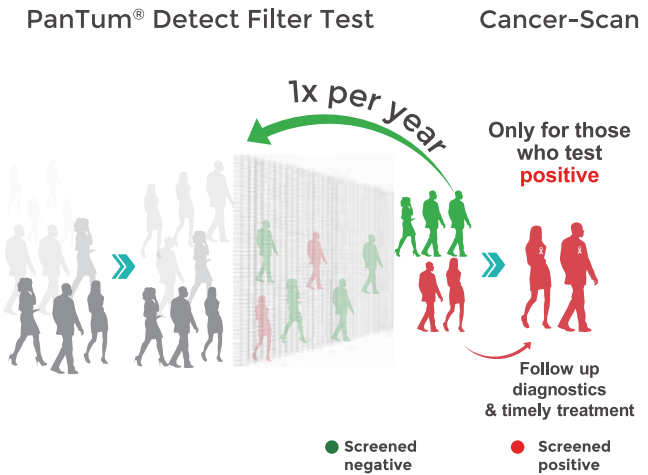 PanTum® Detect Filter Test
Cancer-Scan
1x per year
Only for those
who test
positive
Follow up
diagnostics
& timely treatment
Screened
negative
Screened
positive